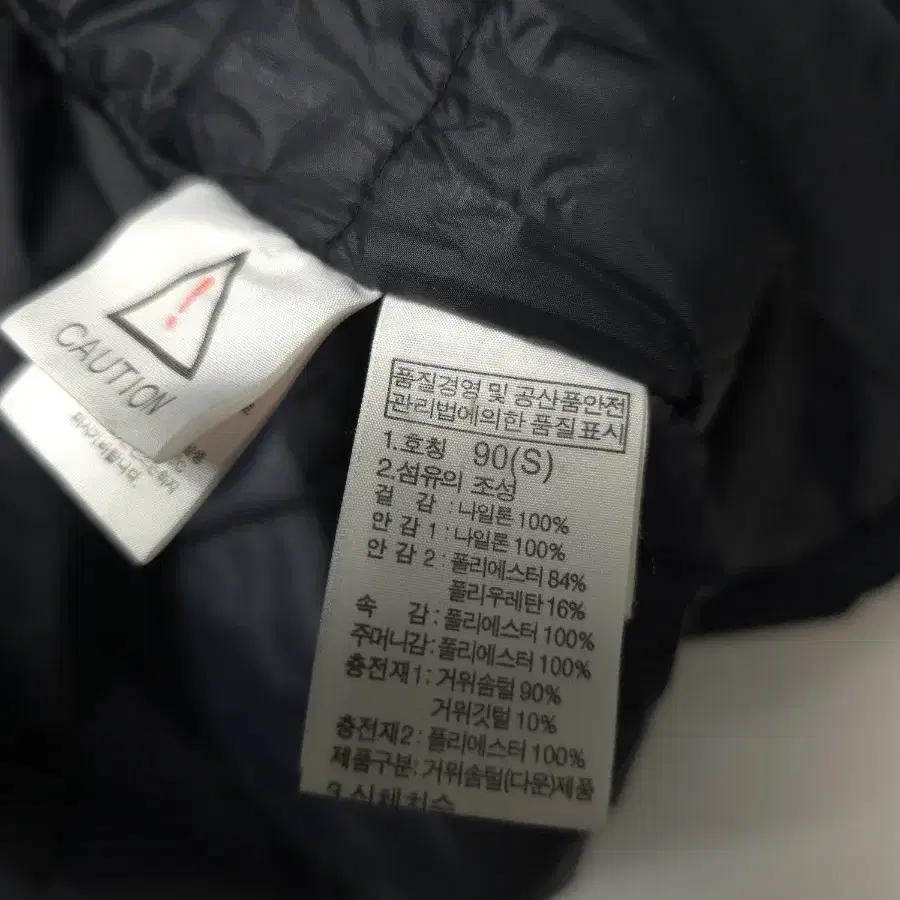 CAUTION
품질경영 및 공산품안전
관리법에의한 품질표시
1.호칭 90(S)
2.섬유의 조성
겉 감 : 나일론 100%
안 감 1 : 나일론 100%
안 감 2 : 폴리에스터 84%
폴리우레탄 16%
속 감 : 폴리에스터 100%
주머니감 : 폴리에스터 100%
충전재1 : 거위솜털 90%
거위깃털 10%
충전재2 : 폴리에스터 100%
제품구분: 거위솜털(다운)제품
3.신체치수